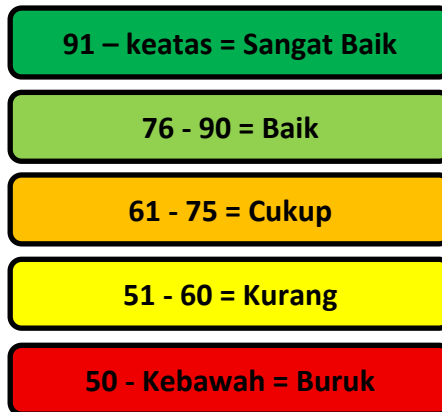 91 – keatas = Sangat Baik
76 - 90 = Baik
61 - 75 = Cukup
51 - 60 = Kurang
50 - Kebawah = Buruk